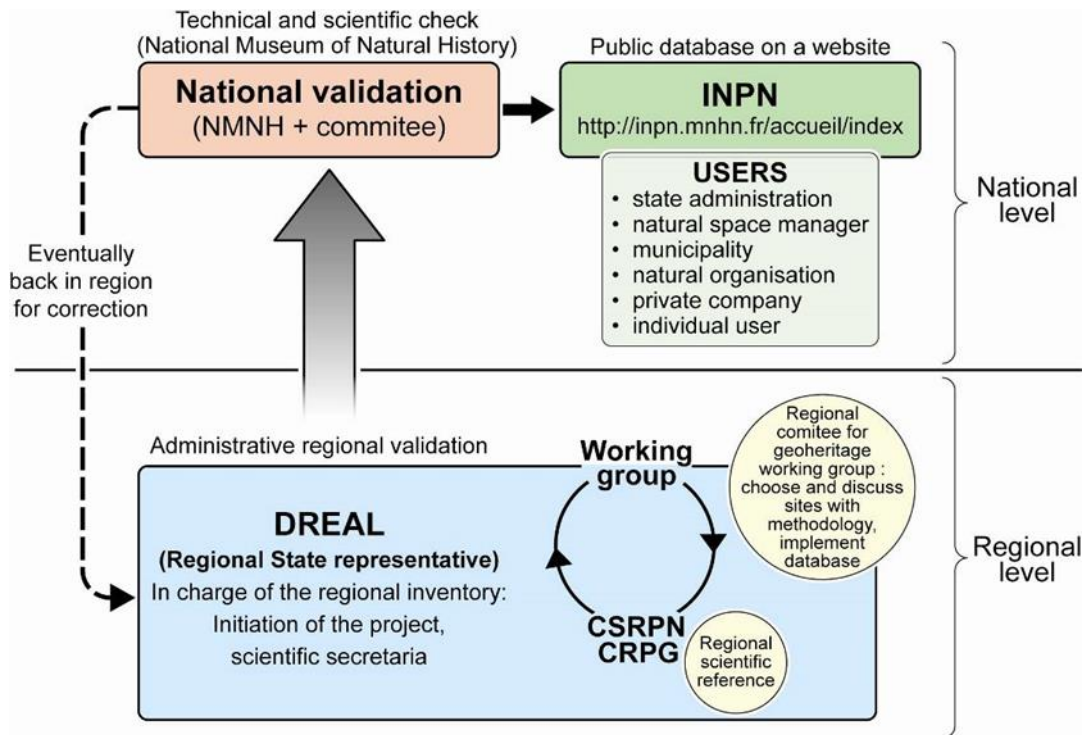 Technical and scientific check
(National Museum of Natural History)
National validation
(NMNH + commitee)
Public database on a website
INPN
http://inpn.mnhn.fr/accueil/index
USERS
• state administration
• natural space manager
• municipality
• natural organisation
• private company
• individual user
National
level
Eventually
back in region
for correction
Administrative regional validation
DREAL
(Regional State representative)
In charge of the regional inventory:
Initiation of the project,
scientific secretaria
Working
group
CSRPN
CRPG
Regional
comitee for
geoheritage
working group :
choose and discuss
sites with
methodology,
implement
database
Regional
scientific
reference
Regional
level